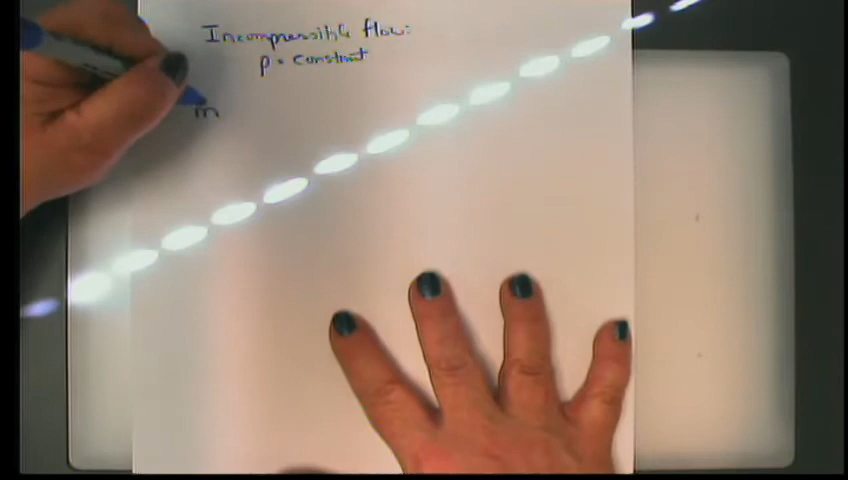 Incompressible flow:
ρ = constant
m